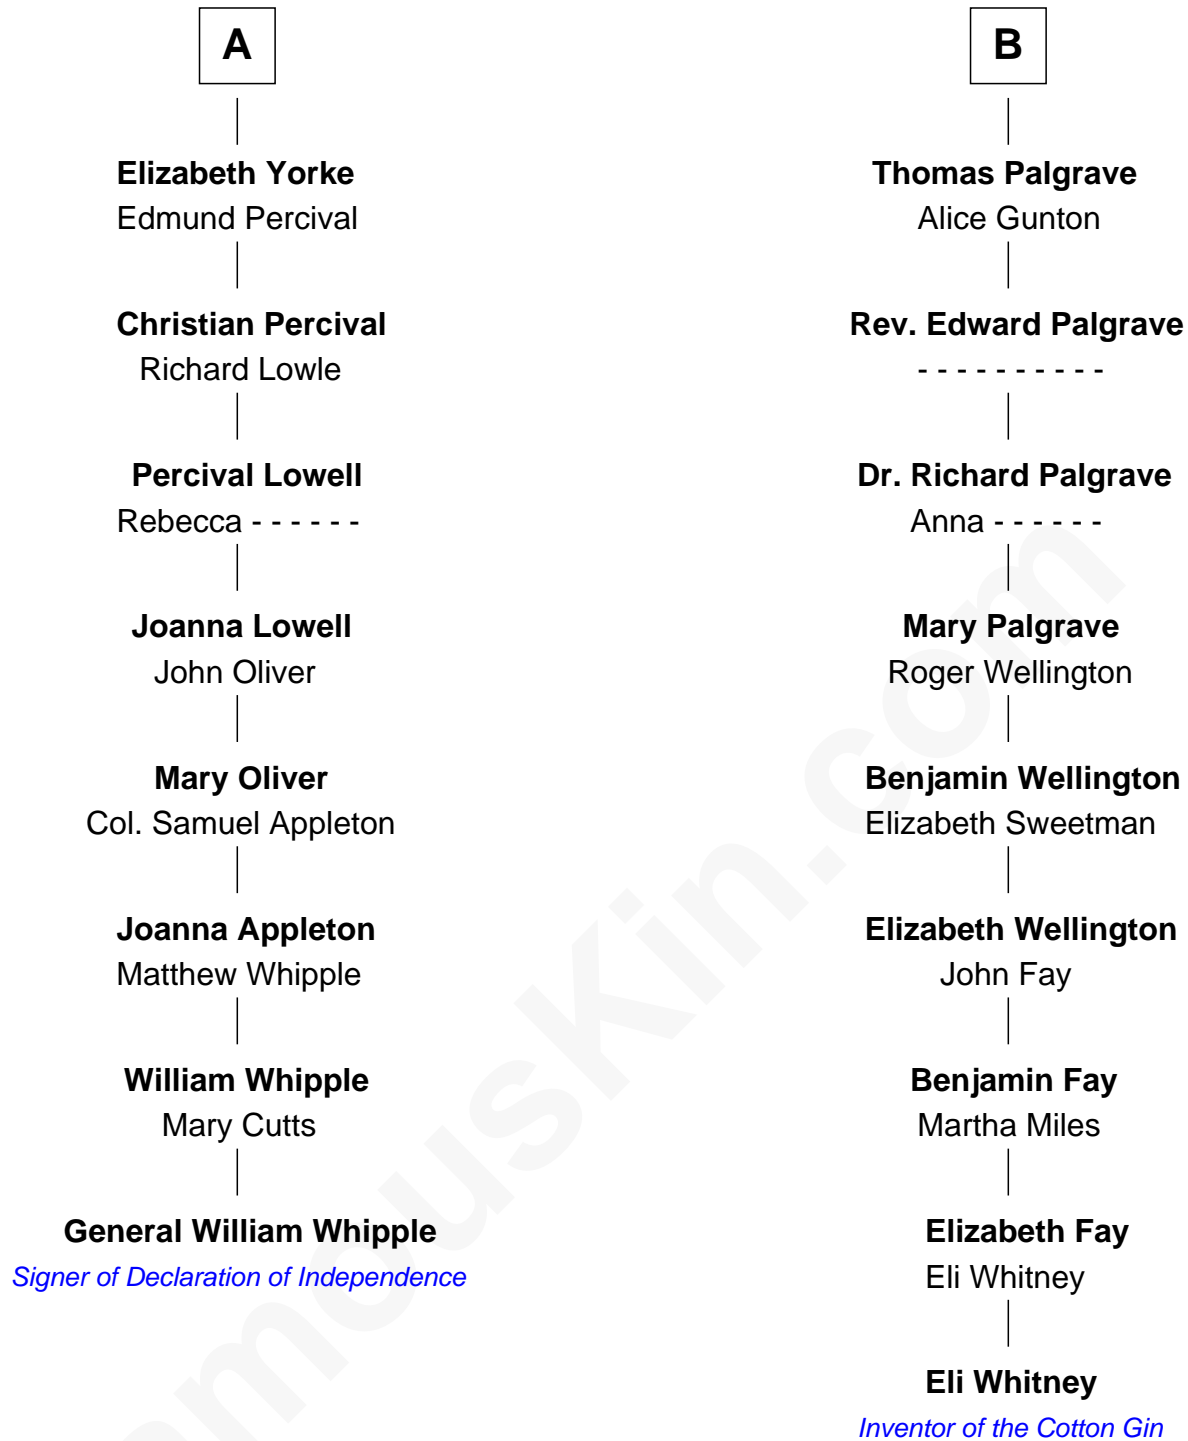 A
Elizabeth Yorke
Edmund Percival
Christian Percival
Richard Lowle
Percival Lowell
Rebecca - - - - - -
Joanna Lowell
John Oliver
Mary Oliver
Col. Samuel Appleton
Joanna Appleton
Matthew Whipple
William Whipple
Mary Cutts
General William Whipple
Signer of Declaration of Independence
B
Thomas Palgrave
Alice Gunton
Rev. Edward Palgrave
- - - - - - - - - -
Dr. Richard Palgrave
Anna - - - - - -
Mary Palgrave
Roger Wellington
Benjamin Wellington
Elizabeth Sweetman
Elizabeth Wellington
John Fay
Benjamin Fay
Martha Miles
Elizabeth Fay
Eli Whitney
Eli Whitney
Inventor of the Cotton Gin
amousKin.com